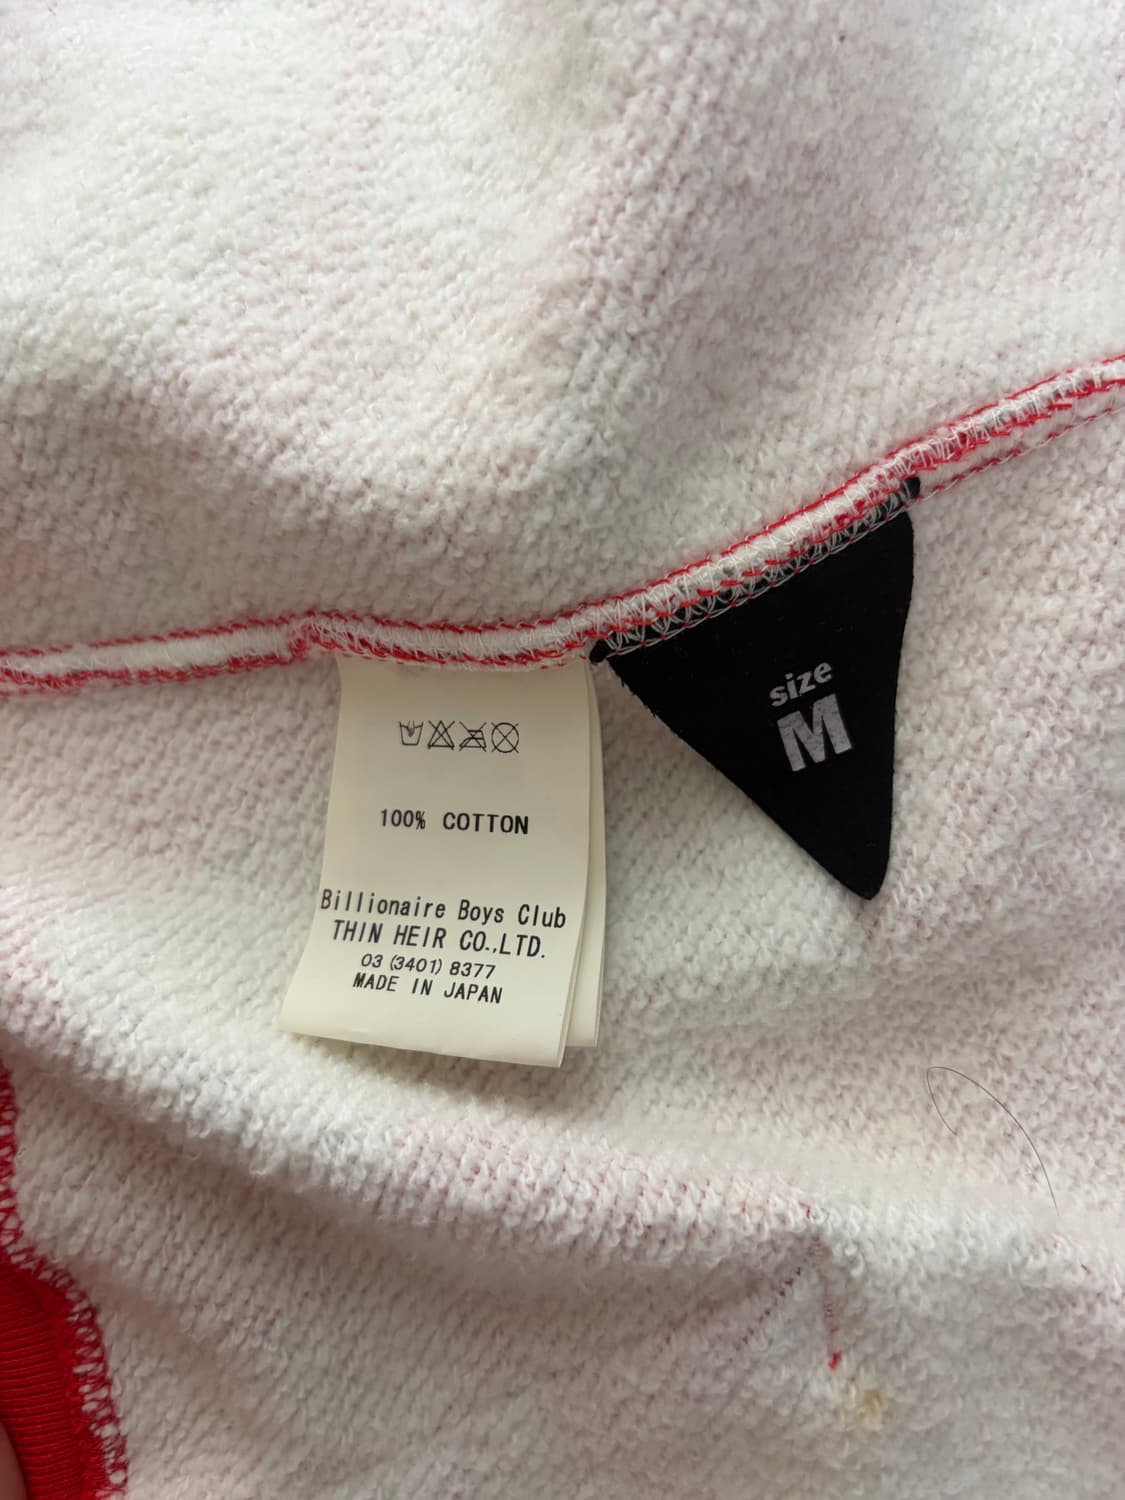 size
M
100% COTTON
Billionaire Boys Club
THIN HEIR CO.,LTD.
03 (3401) 8377
MADE IN JAPAN